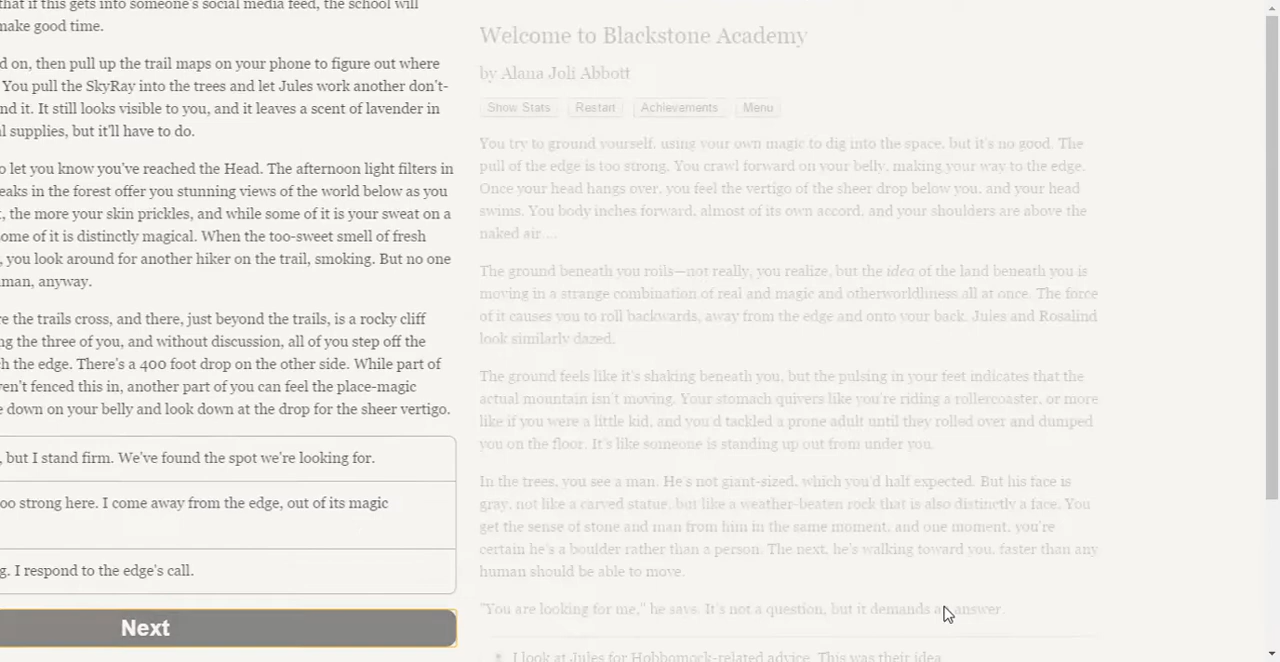 that if this gets into someone's social media feed, the school will
make good time.
d on, then pull up the trail maps on your phone to figure out where
You pull the SkyRay into the trees and let Jules work another don't-
nd it. It still looks visible to you, and it leaves a scent of lavender in
l supplies, but it'll have to do.
o let you know you've reached the Head. The afternoon light filters in
eaks in the forest offer you stunning views of the world below as you
t, the more your skin prickles, and while some of it is your sweat on a
ome of it is distinctly magical. When the too-sweet smell of fresh
, you look around for another hiker on the trail, smoking. But no one
man, anyway.
re the trails cross, and there, just beyond the trails, is a rocky cliff
ng the three of you, and without discussion, all of you step off the
h the edge. There's a 400 foot drop on the other side. While part of
ven't fenced this in, another part of you can feel the place-magic
e down on your belly and look down at the drop for the sheer vertigo.
, but I stand firm. We've found the spot we're looking for.
oo strong here. I come away from the edge, out of its magic
g. I respond to the edge's call.
Next
Welcome to Blackstone Academy
by Alana Joli Abbott
Show Stats Restart Achievements Menu
You try to ground yourself, using your own magic to dig into the space, but it's no good. The
pull of the edge is too strong. You crawl forward on your belly, making your way to the edge.
Once your head hangs over, you feel the vertigo of the sheer drop below you, and your head
swims. You body inches forward, almost of its own accord, and your shoulders are above the
naked air…
The ground beneath you roils—not really, you realize, but the idea of the land beneath you is
moving in a strange combination of real and magic and otherworldliness all at once. The force
of it causes you to roll backwards, away from the edge and onto your back. Jules and Rosalind
look similarly dazed.
The ground feels like it's shaking beneath you, but the pulsing in your feet indicates that the
actual mountain isn't moving. Your stomach quivers like you're riding a rollercoaster, or more
like if you were a little kid, and you'd tackled a prone adult until they rolled over and dumped
you on the floor. It's like someone is standing up out from under you.
In the trees, you see a man. He's not giant-sized, which you'd half expected. But his face is
gray, not like a carved statue, but like a weather-beaten rock that is also distinctly a face. You
get the sense of stone and man from him in the same moment, and one moment, you're
certain he's a boulder rather than a person. The next, he's walking toward you, faster than any
human should be able to move.
"You are looking for me," he says. It's not a question, but it demands an answer.
I look at Jules for Hobbomock-related advice. This was their idea